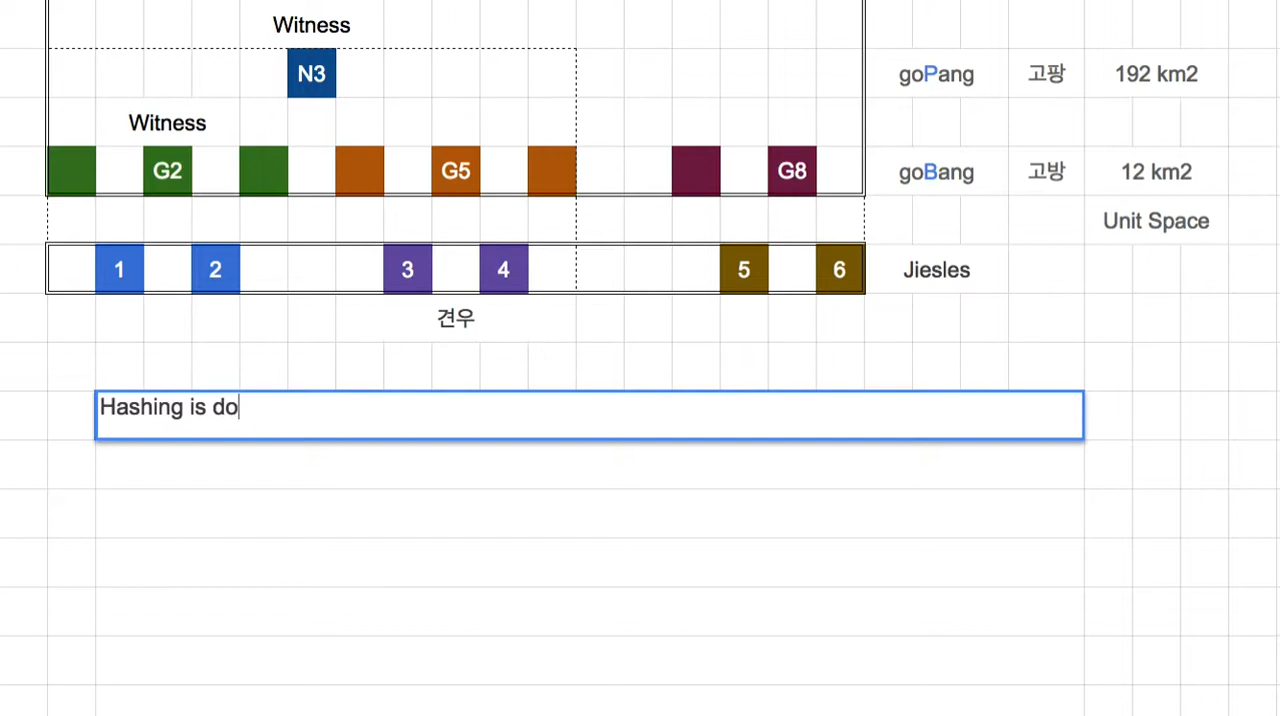 Witness
N3 goPang 고팡 192 km2
Witness
G2 G5 G8 goBang 고방 12 km2
Unit Space
1 2 3 4 5 6 Jiesles
견우
Hashing is do